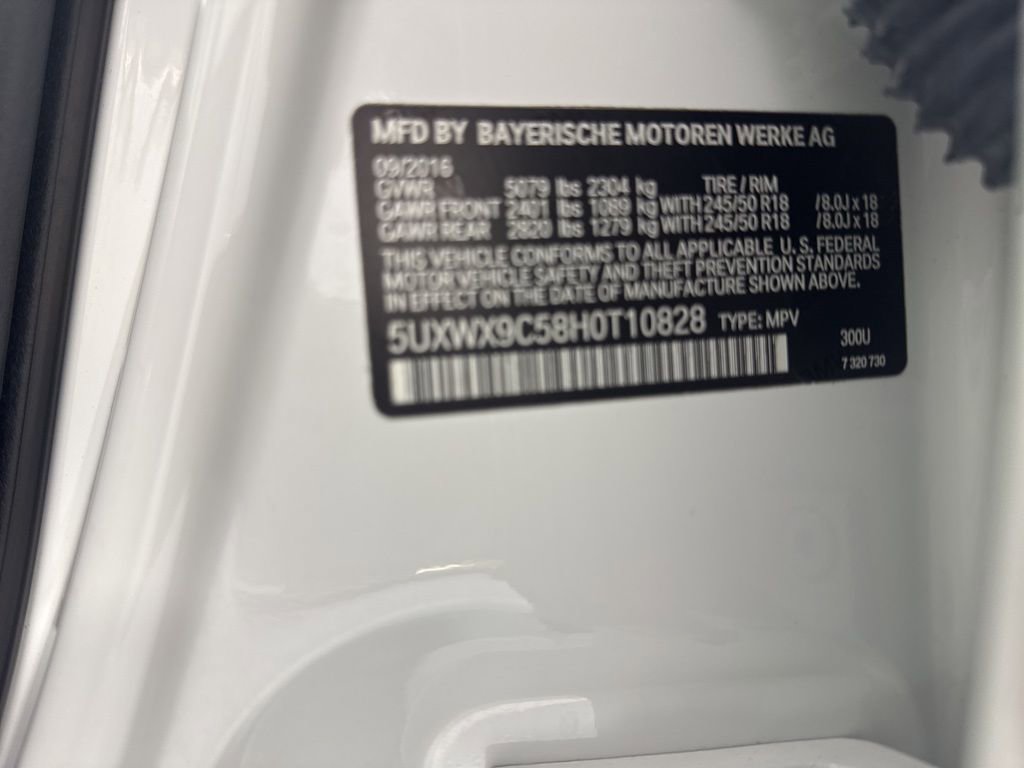 MFD BY BAYERISCHE MOTOREN WERKE AG
09/2016
GVWR 5079 lbs 2304 kg TIRE / RIM
GAWR FRONT 2401 lbs 1089 kg WITH 245/50 R18 /8.0J x 18
GAWR REAR 2820 lbs 1279 kg WITH 245/50 R18 /8.0J x 18
THIS VEHICLE CONFORMS TO ALL APPLICABLE U. S. FEDERAL
MOTOR VEHICLE SAFETY AND THEFT PREVENTION STANDARDS
IN EFFECT ON THE DATE OF MANUFACTURE SHOWN ABOVE.
5UXWX9C58H0T10828 TYPE: MPV
300U
7 320 730